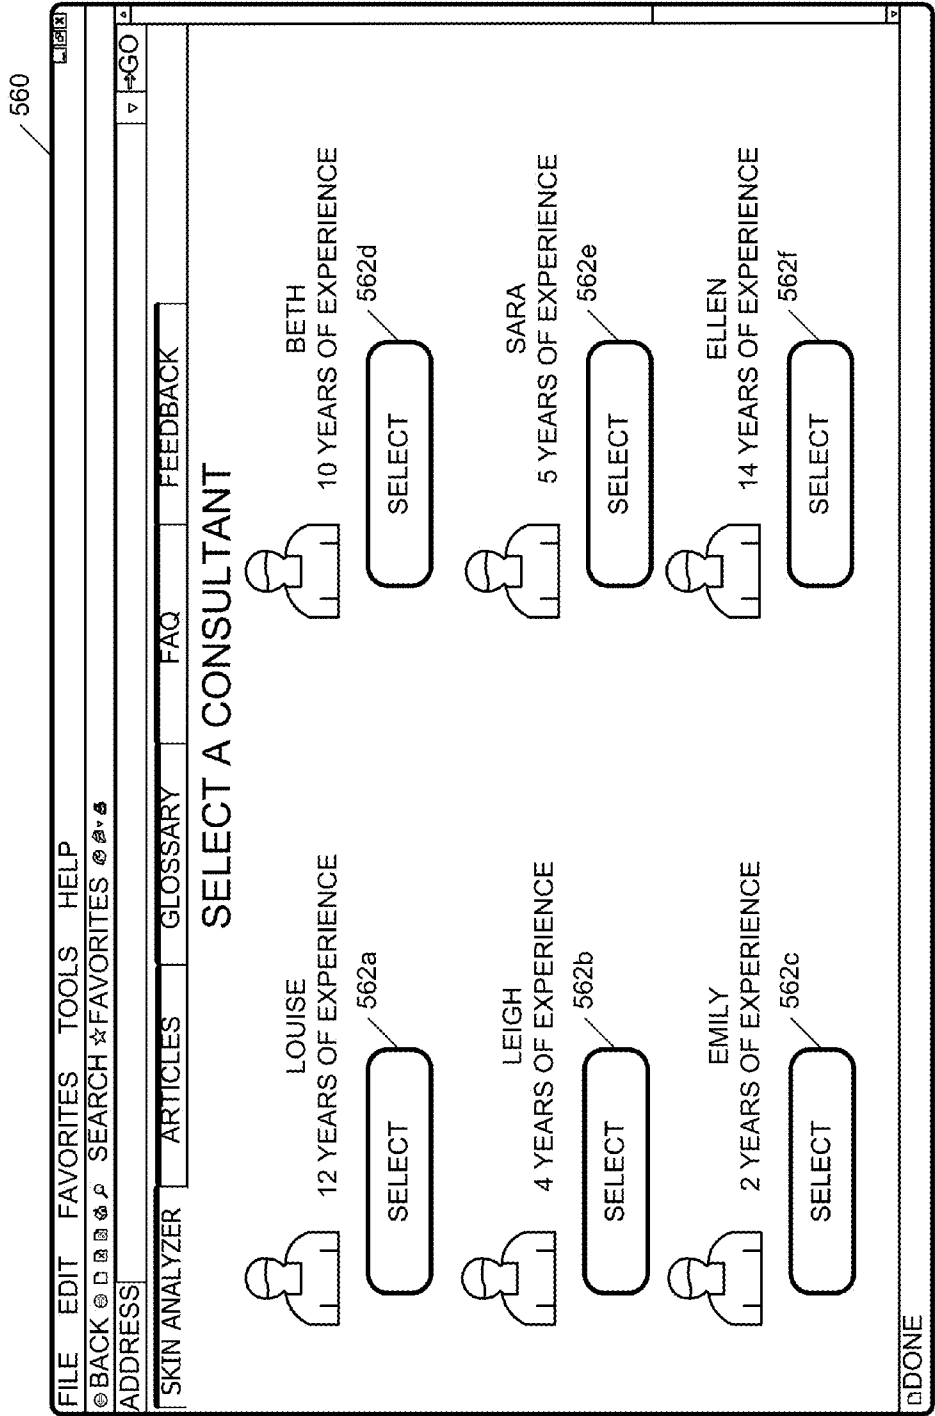 560
FILE EDIT FAVORITES TOOLS HELP
BACK SEARCH ☆FAVORITES
ADDRESS ⇒GO
SKIN ANALYZER ARTICLES GLOSSARY FAQ FEEDBACK
SELECT A CONSULTANT
LOUISE
12 YEARS OF EXPERIENCE
562a
SELECT
BETH
10 YEARS OF EXPERIENCE
562d
SELECT
LEIGH
4 YEARS OF EXPERIENCE
562b
SELECT
SARA
5 YEARS OF EXPERIENCE
562e
SELECT
EMILY
2 YEARS OF EXPERIENCE
562c
SELECT
ELLEN
14 YEARS OF EXPERIENCE
562f
SELECT
DONE